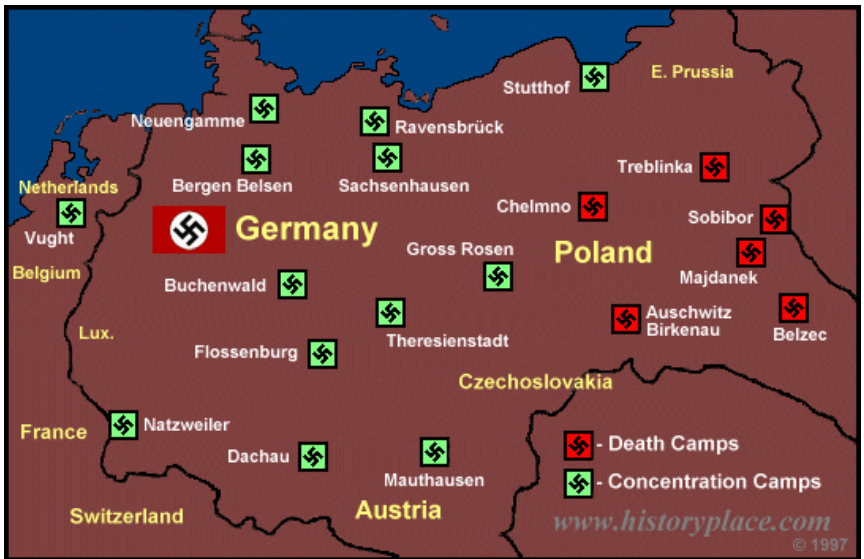 Stutthof
E. Prussia
Neuengamme
Ravensbrück
Bergen Belsen
Sachsenhausen
Treblinka
Netherlands
Vught
Chelmno
Sobibor
Germany
Gross Rosen
Poland
Belgium
Majdanek
Buchenwald
Auschwitz
Birkenau
Lux.
Theresienstadt
Belzec
Flossenburg
Czechoslovakia
France
Natzweiler
Dachau
Mauthausen
- Death Camps
- Concentration Camps
Switzerland
Austria
www.historyplace.com
© 1997